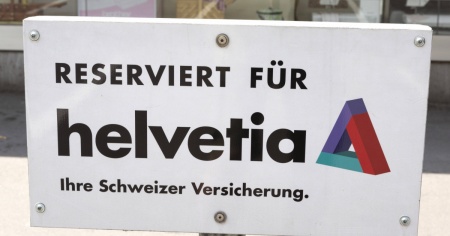 RESERVIERT FÜR
helvetia
Ihre Schweizer Versicherung.